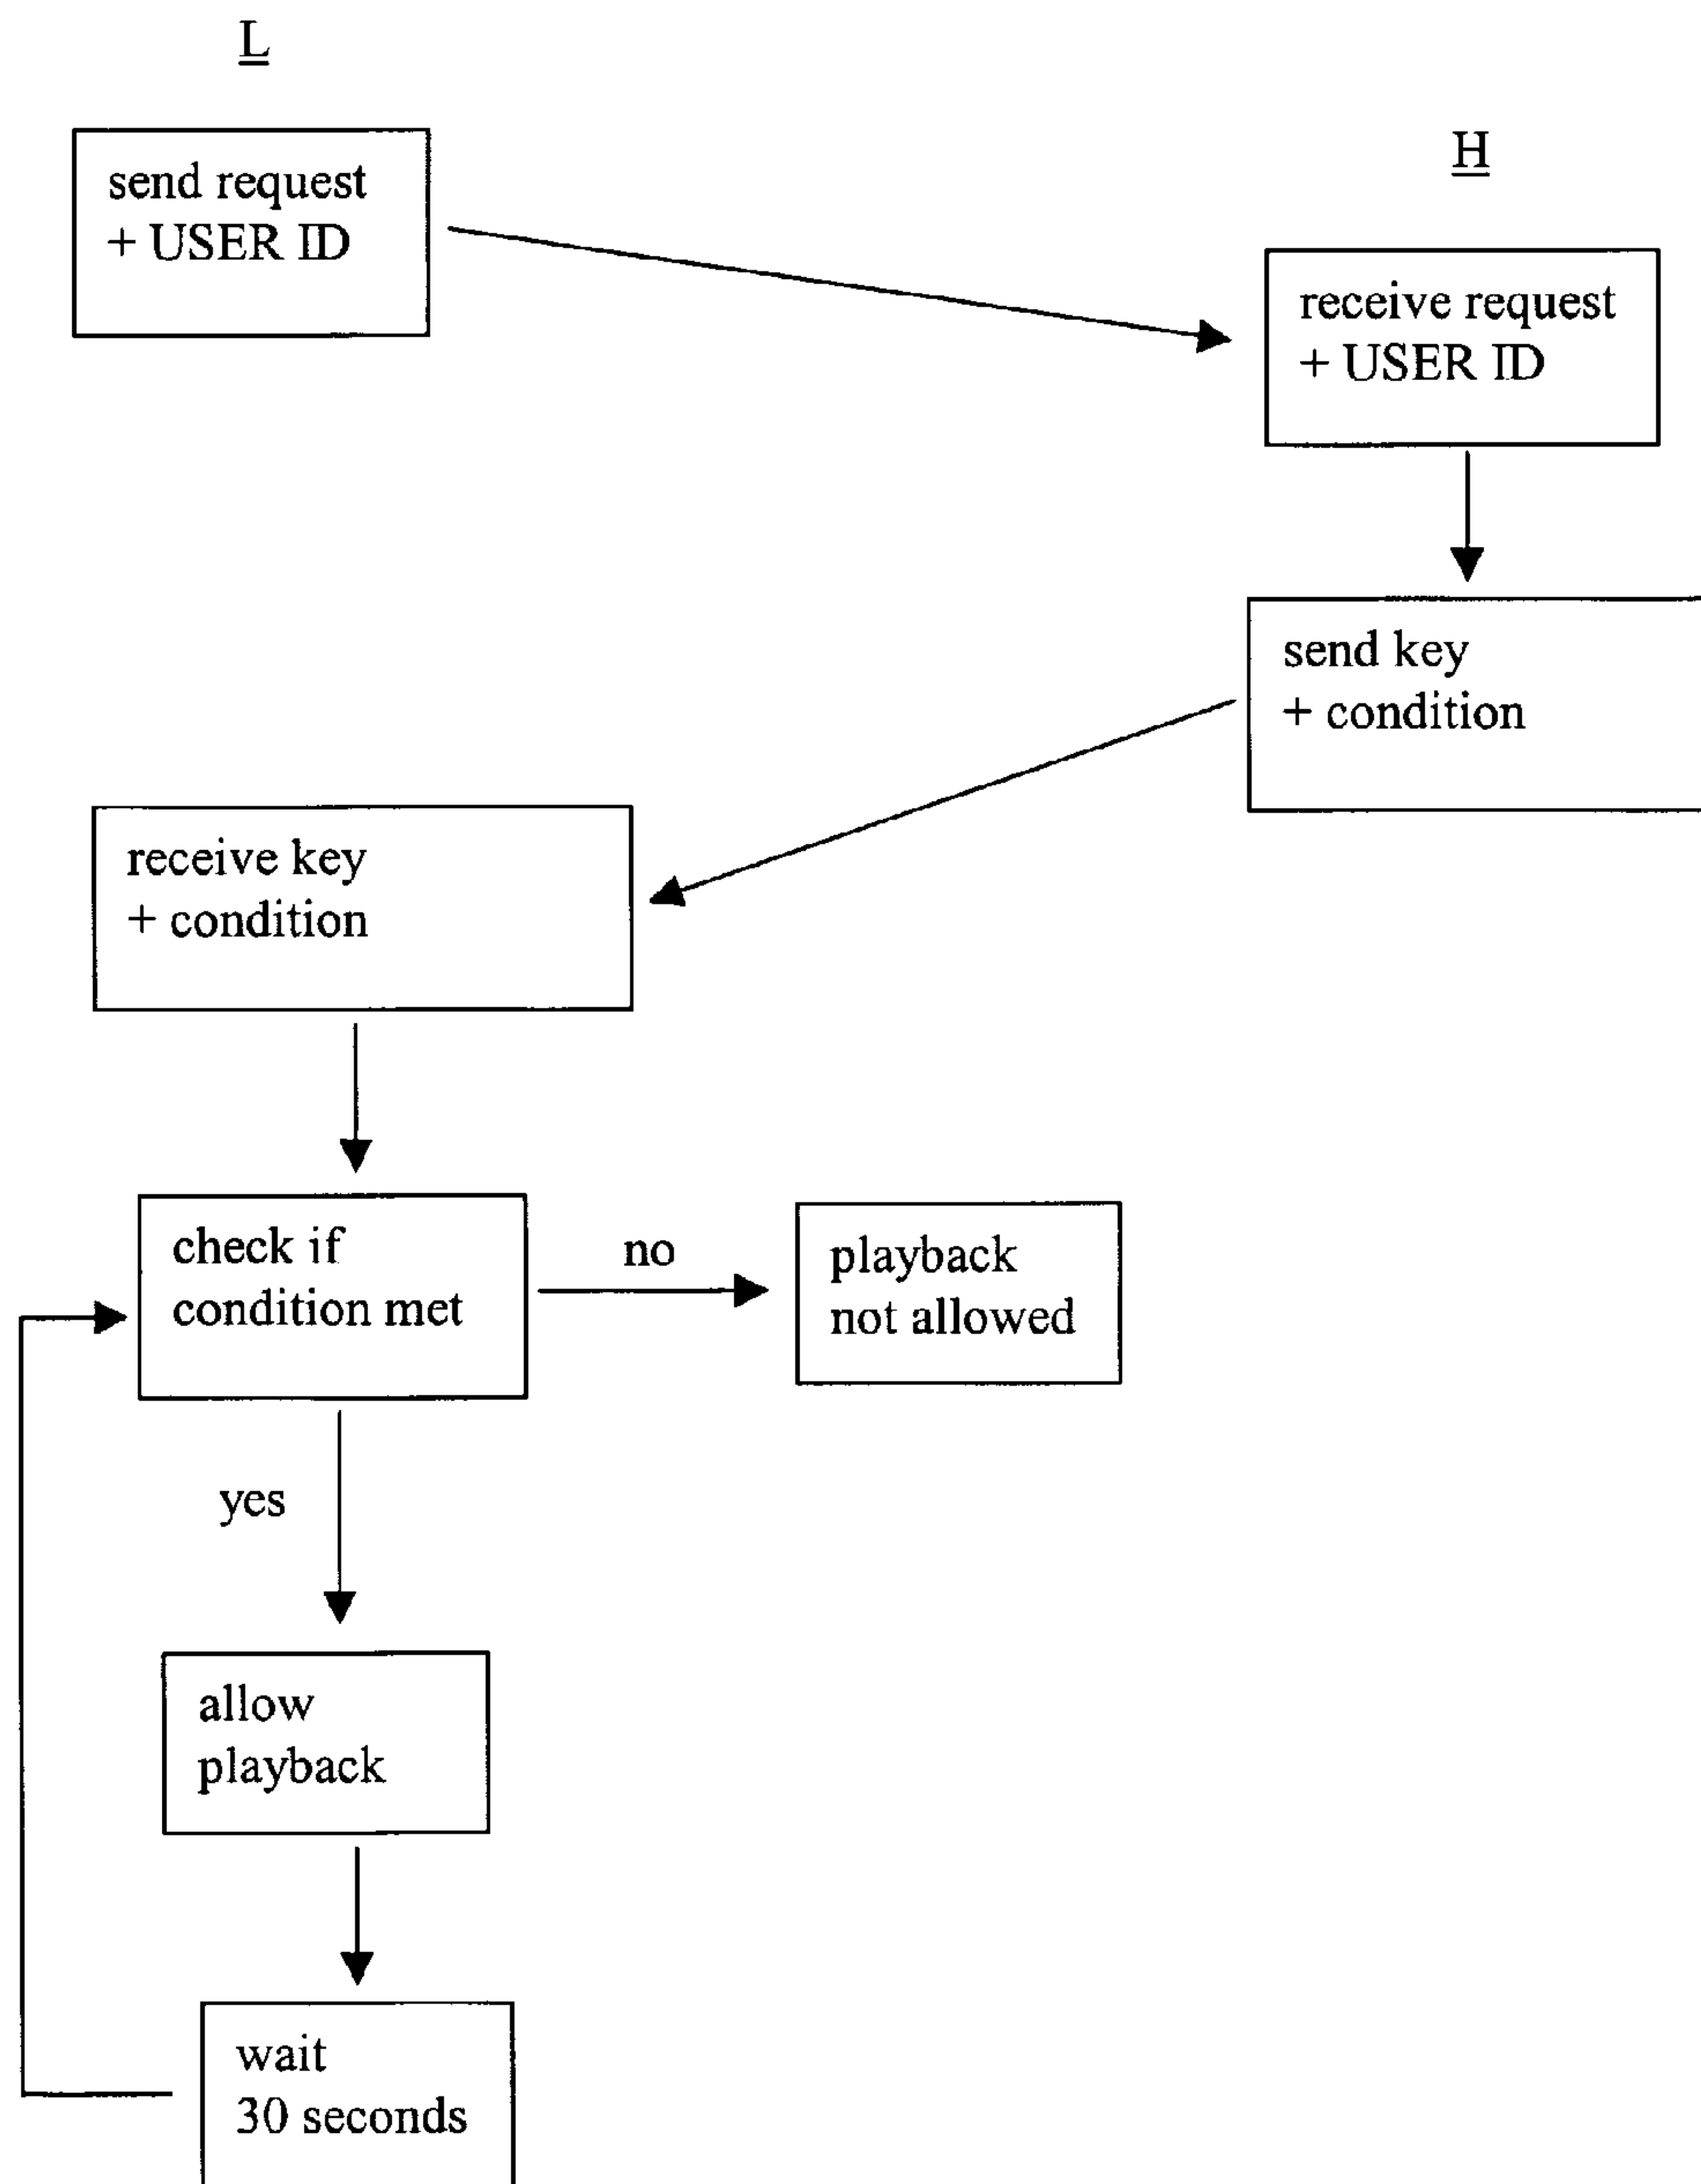 L
H
send request
+ USER ID
receive request
+ USER ID
send key
+ condition
receive key
+ condition
check if
condition met
no
playback
not allowed
yes
allow
playback
wait
30 seconds